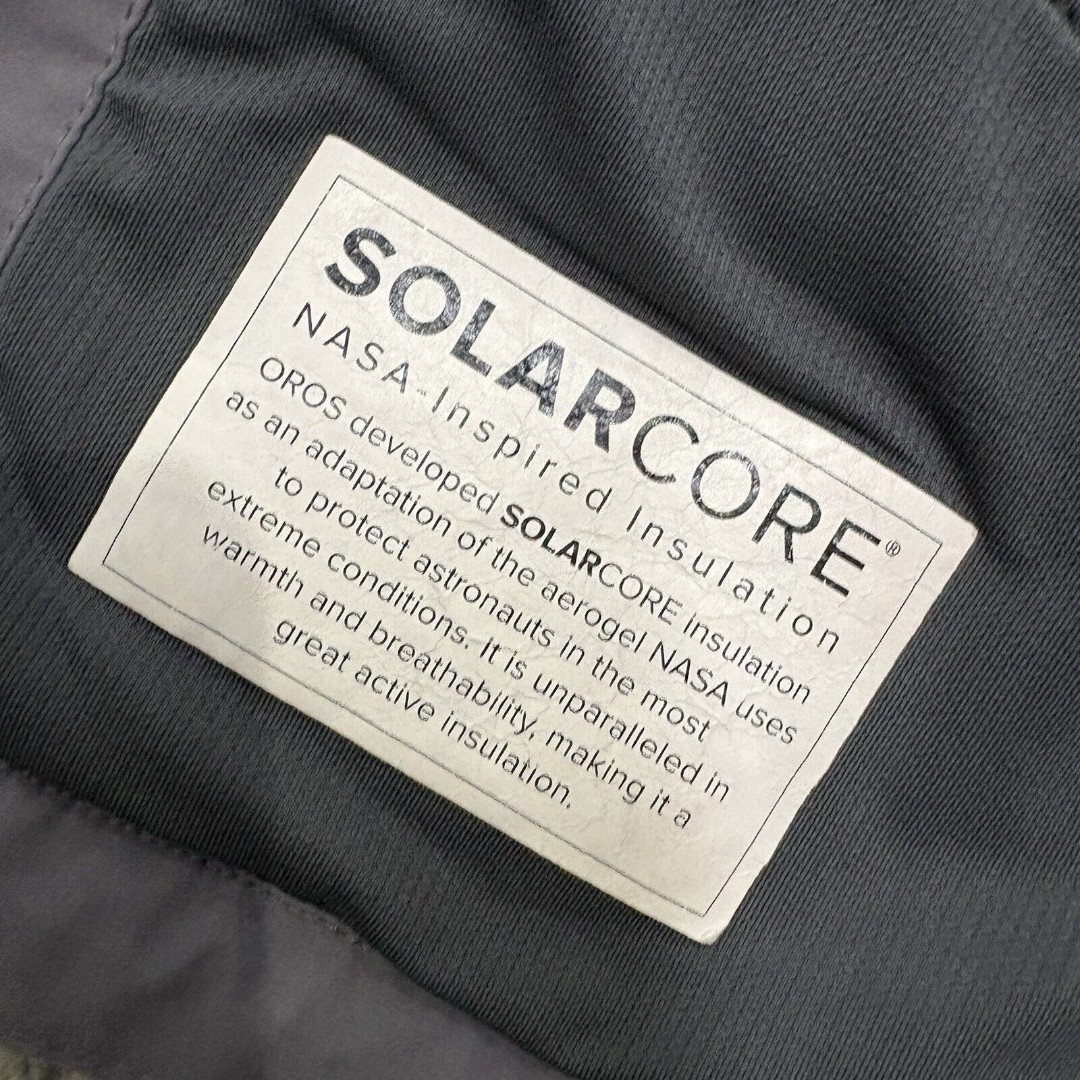 SOLARCORE®
NASA-Inspired Insulation
OROS developed SOLARCORE insulation
as an adaptation of the aerogel NASA uses
to protect astronauts in the most
extreme conditions. It is unparalleled in
warmth and breathability, making it a
great active insulation.